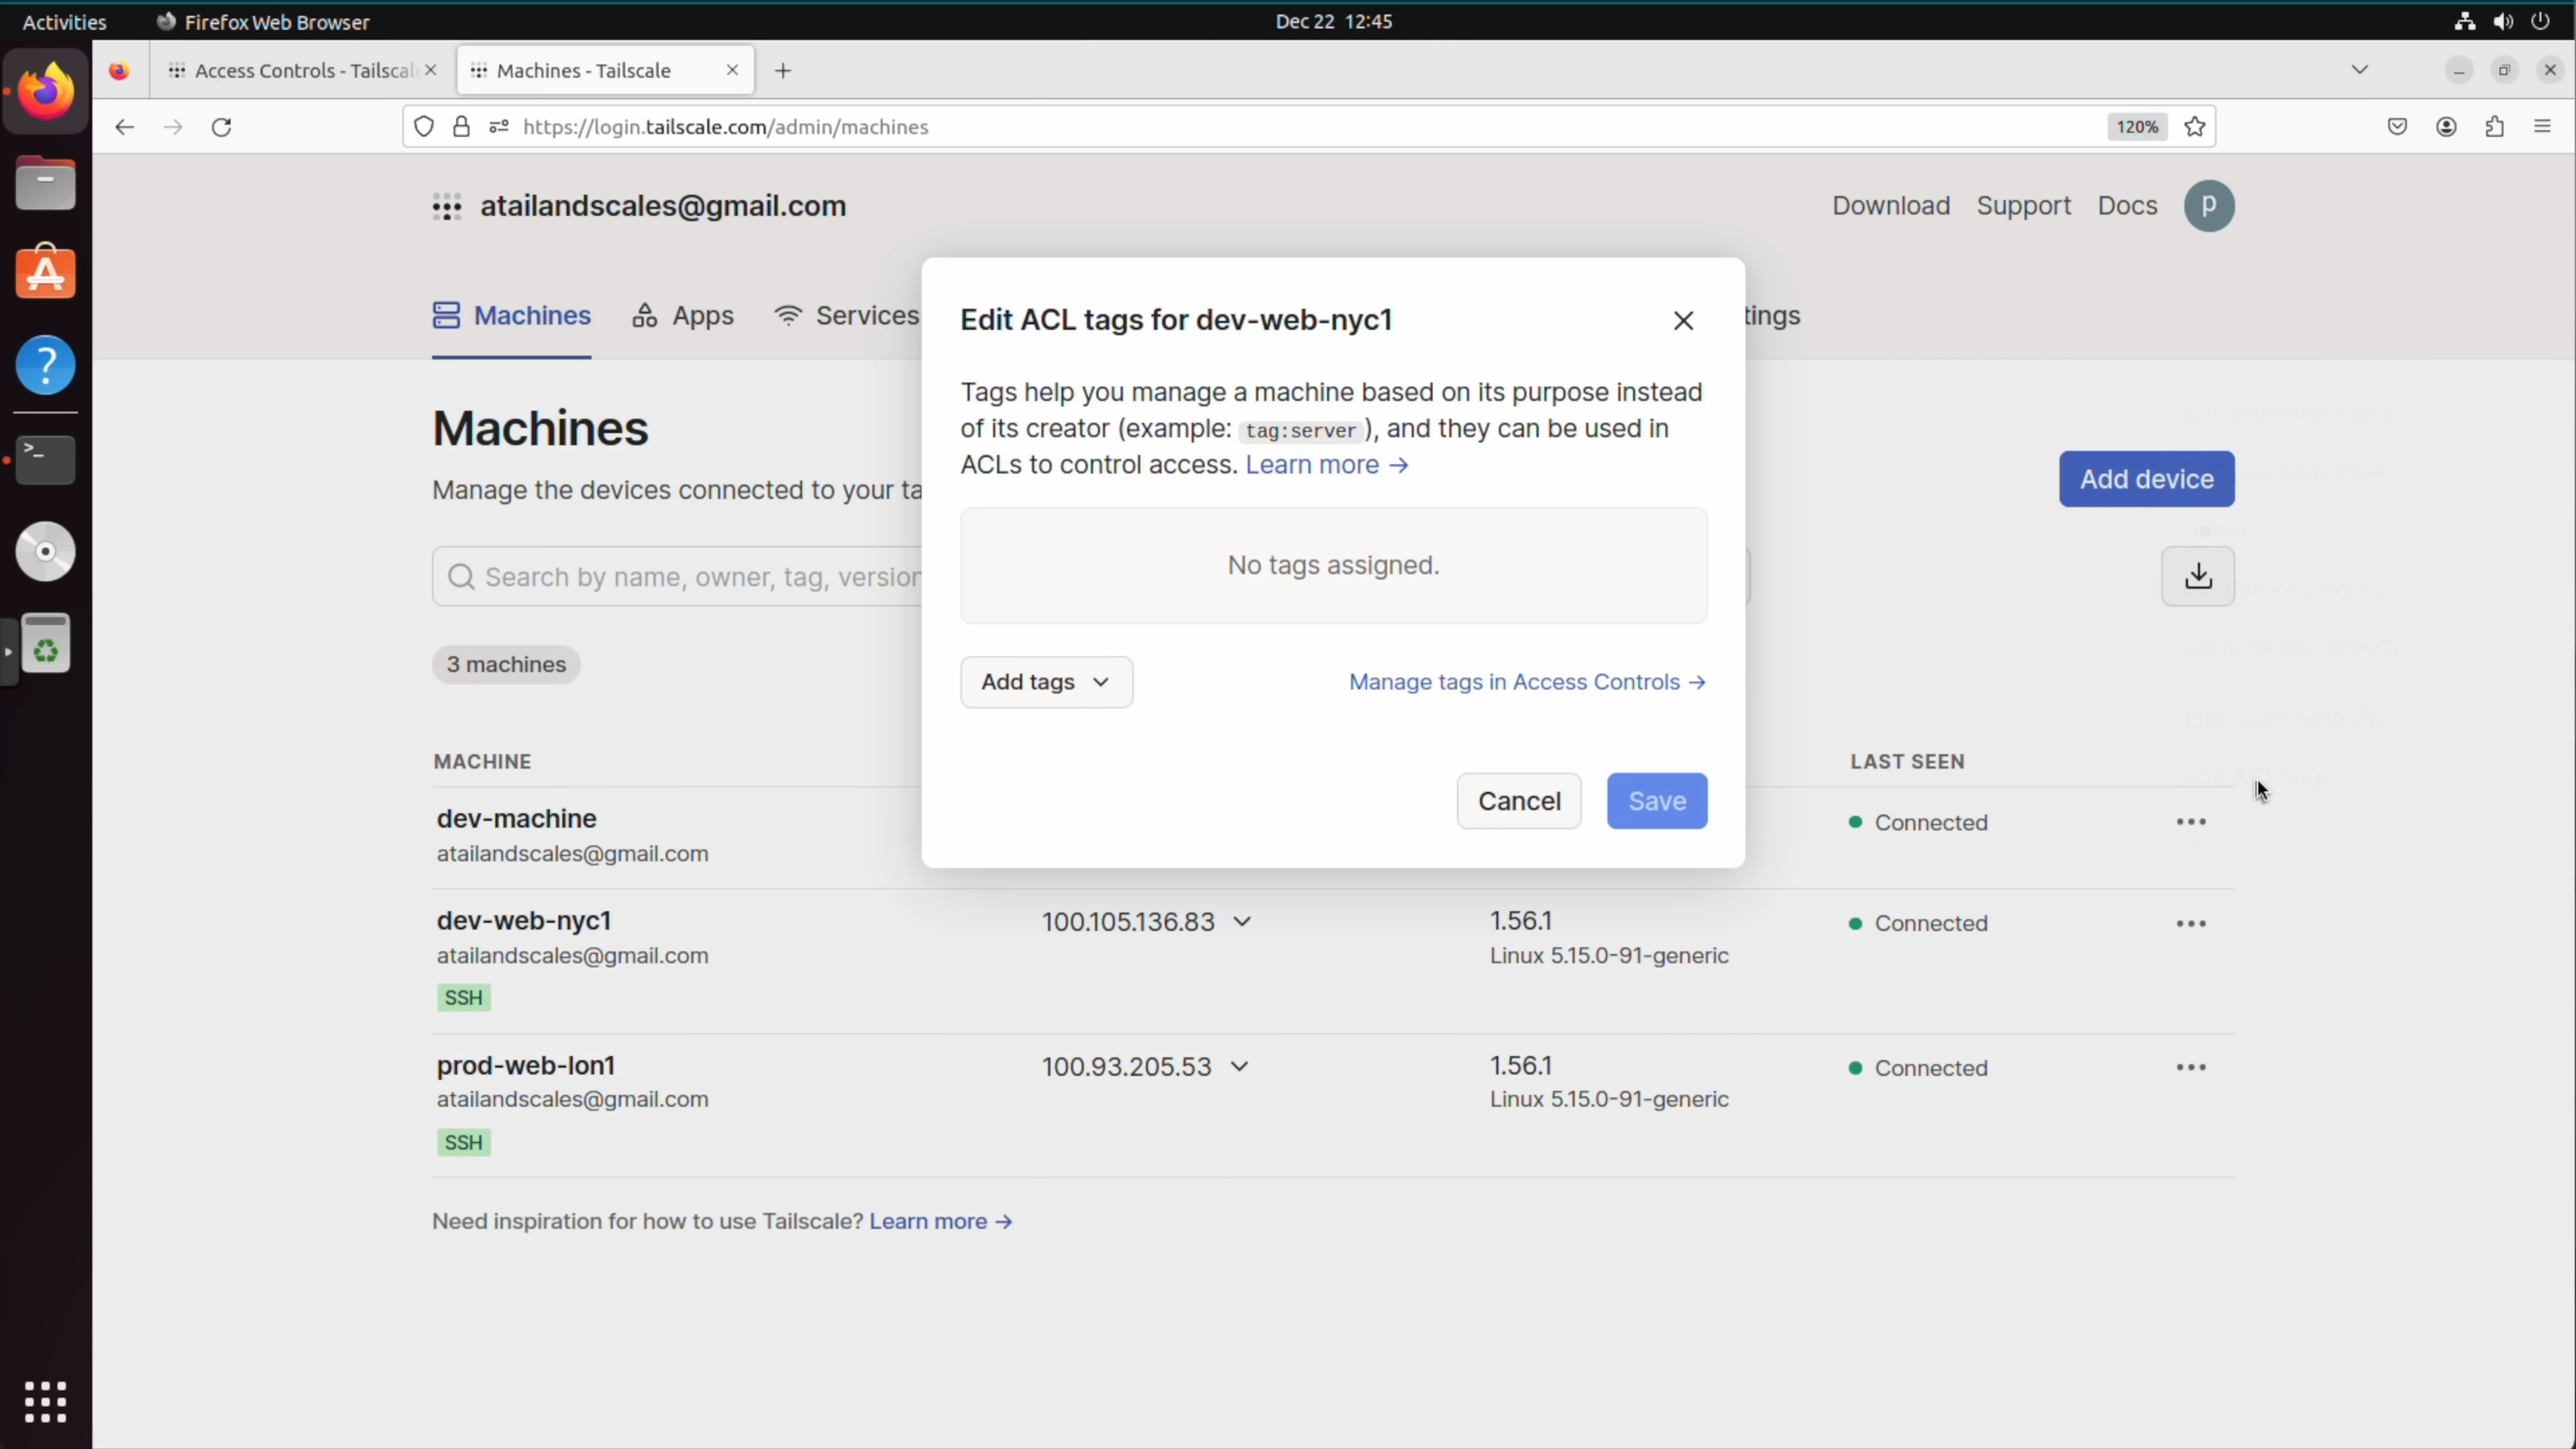 Activities Firefox Web Browser Dec 22 12:45
Access Controls - Tailscal Machines - Tailscale
https://login.tailscale.com/admin/machines 120%
atailandscales@gmail.com Download Support Docs p
Machines Apps Services tings
Edit ACL tags for dev-web-nyc1
Tags help you manage a machine based on its purpose instead
of its creator (example: tag:server), and they can be used in
ACLs to control access. Learn more →
No tags assigned.
Add tags Manage tags in Access Controls →
Cancel Save
Machines
Manage the devices connected to your ta
Add device
Search by name, owner, tag, version
3 machines
MACHINE LAST SEEN
dev-machine Connected
atailandscales@gmail.com
dev-web-nyc1 100.105.136.83 1.56.1 Connected
atailandscales@gmail.com Linux 5.15.0-91-generic
SSH
prod-web-lon1 100.93.205.53 1.56.1 Connected
atailandscales@gmail.com Linux 5.15.0-91-generic
SSH
Need inspiration for how to use Tailscale? Learn more →